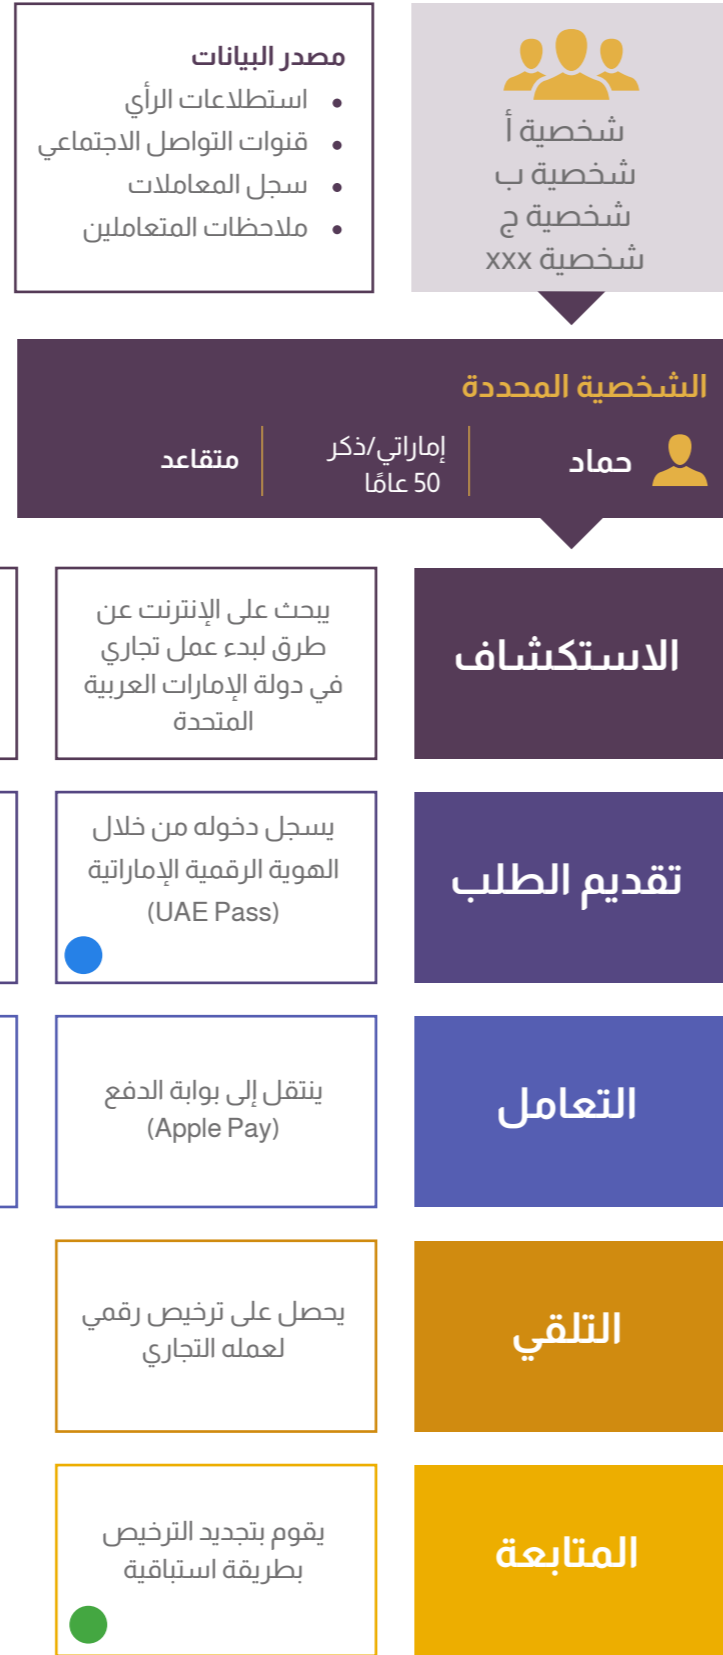 شخصية أ
شخصية ب
شخصية ج
شخصية xxx
مصدر البيانات
• استطلاعات الرأي
• قنوات التواصل الاجتماعي
• سجل المعاملات
• ملاحظات المتعاملين
الشخصية المحددة
حماد
إماراتي/ذكر
50 عامًا
متقاعد
الاستكشاف
يبحث على الإنترنت عن
طرق لبدء عمل تجاري
في دولة الإمارات العربية
المتحدة
تقديم الطلب
يسجل دخوله من خلال
الهوية الرقمية الإماراتية
(UAE Pass)
التعامل
ينتقل إلى بوابة الدفع
(Apple Pay)
التلقي
يحصل على ترخيص رقمي
لعمله التجاري
المتابعة
يقوم بتجديد الترخيص
بطريقة استباقية